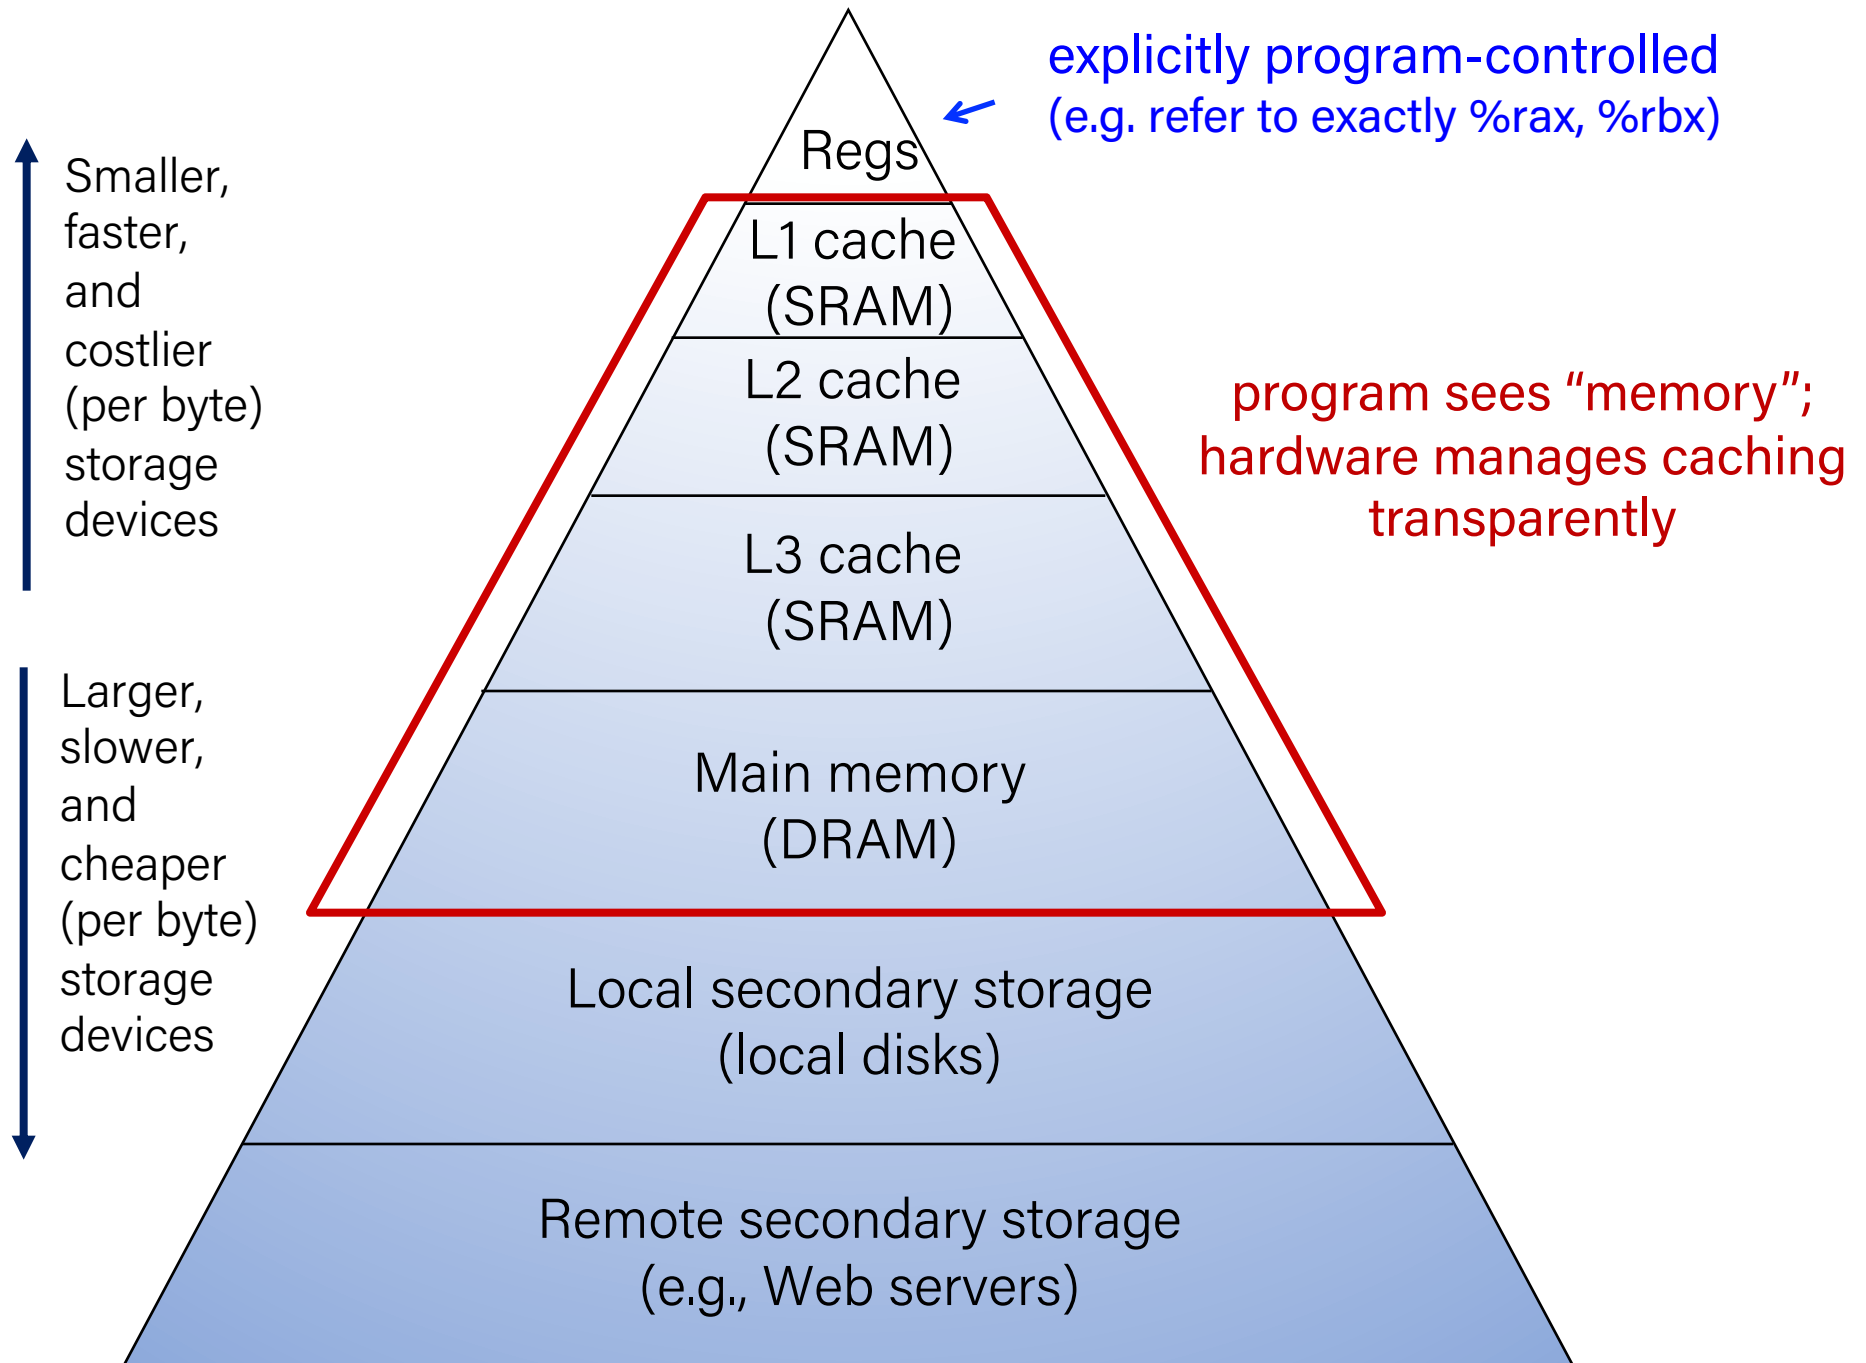 explicitly program-controlled
(e.g. refer to exactly %rax, %rbx)
Regs
Smaller,
faster,
and
costlier
(per byte)
storage
devices
L1 cache
(SRAM)
L2 cache
(SRAM)
program sees “memory”;
hardware manages caching
transparently
L3 cache
(SRAM)
Larger,
slower,
and
cheaper
(per byte)
storage
devices
Main memory
(DRAM)
Local secondary storage
(local disks)
Remote secondary storage
(e.g., Web servers)